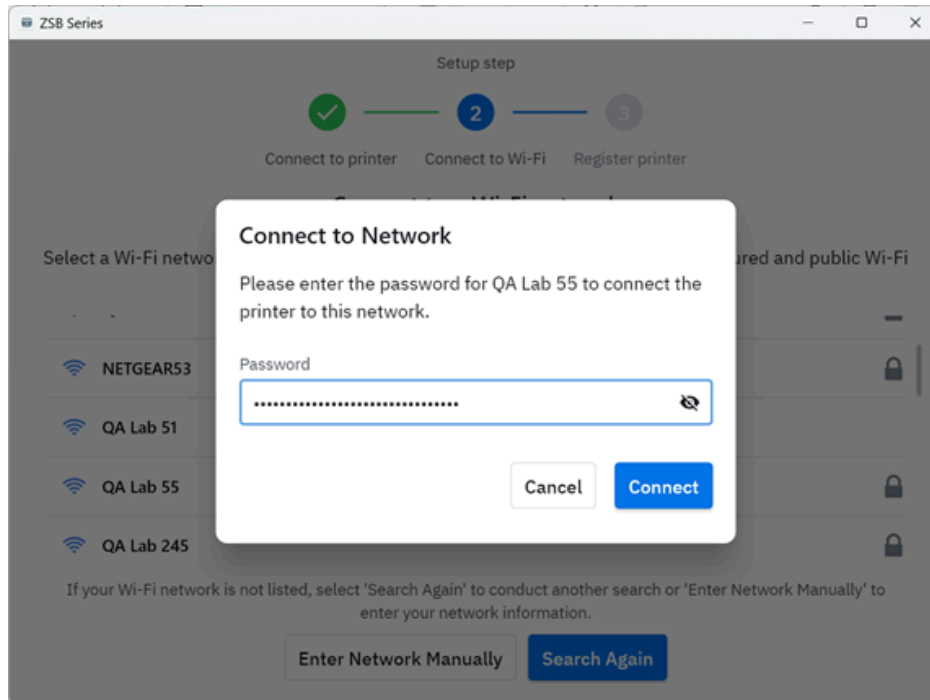 ZSB Series
Setup step
2
3
Connect to printer
Connect to Wi-Fi
Register printer
Select a Wi-Fi netwo
ured and public Wi-Fi
Connect to Network
Please enter the password for QA Lab 55 to connect the
printer to this network.
Password
Cancel
Connect
NETGEAR53
QA Lab 51
QA Lab 55
QA Lab 245
If your Wi-Fi network is not listed, select 'Search Again' to conduct another search or 'Enter Network Manually' to
enter your network information.
Enter Network Manually
Search Again